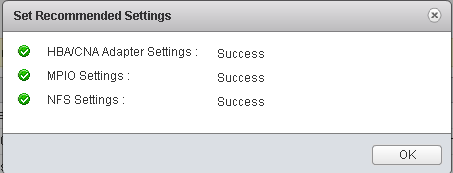 Set Recommended Settings
HBA/CNA Adapter Settings : Success
MPIO Settings : Success
NFS Settings : Success
OK